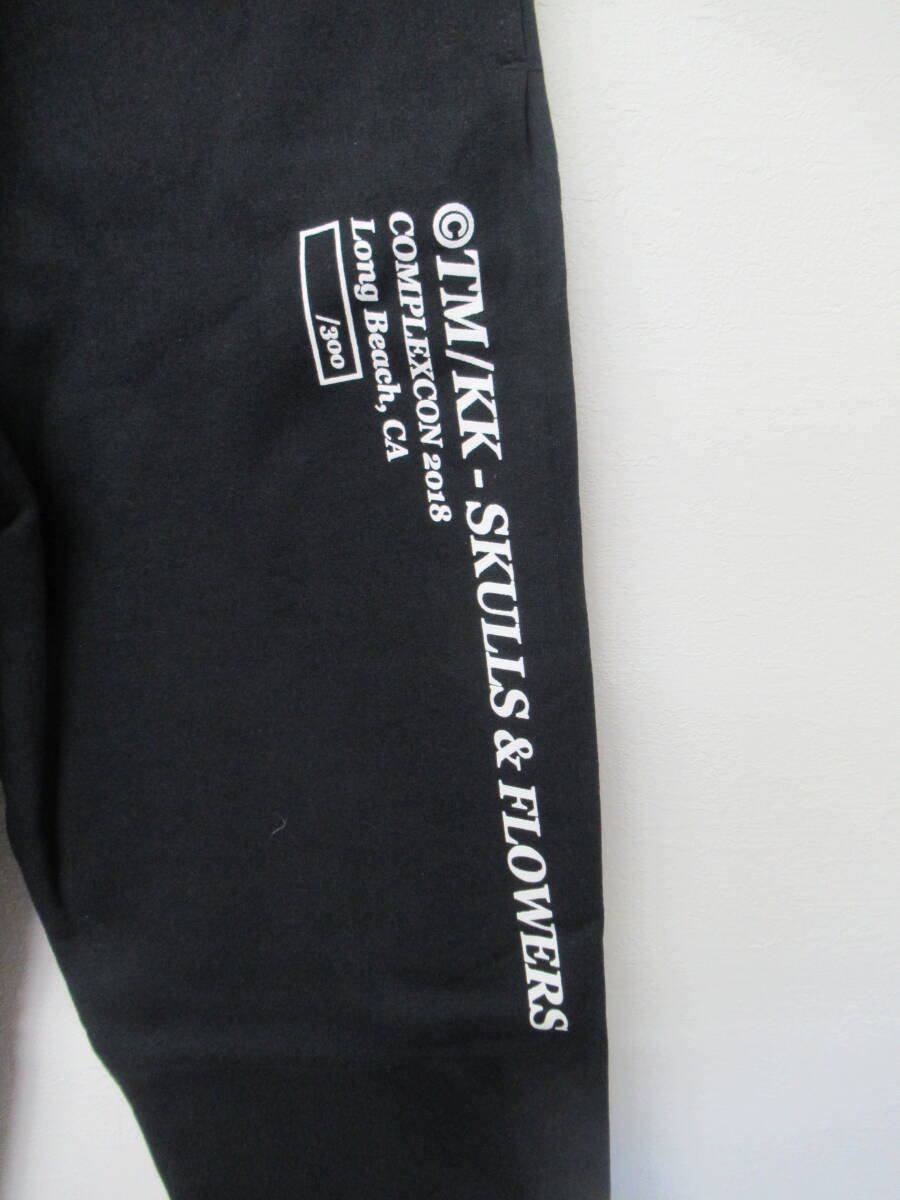 ©TM/KK - SKULLS & FLOWERS
COMPLEXCON 2018
Long Beach, CA
/300